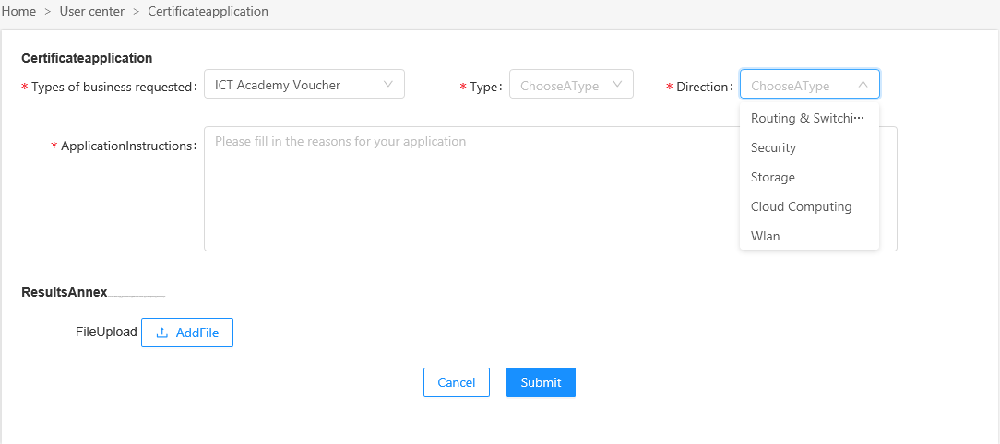 Home > User center > Certificateapplication
Certificateapplication
* Types of business requested: ICT Academy Voucher * Type: ChooseAType * Direction: ChooseAType
Routing & Switchi···
Security
Storage
Cloud Computing
Wlan
* ApplicationInstructions: Please fill in the reasons for your application
ResultsAnnex
FileUpload AddFile
Cancel Submit